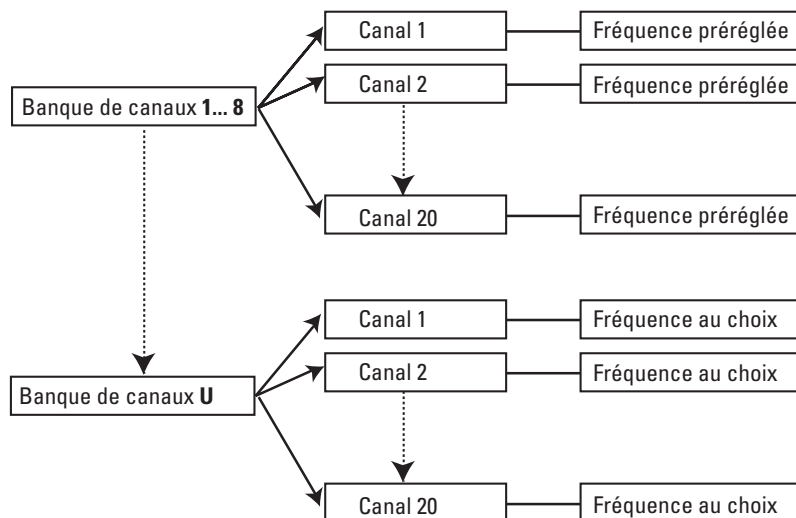 Canal 1
Fréquence préréglée
Canal 2
Fréquence préréglée
Banque de canaux 1... 8
Canal 20
Fréquence préréglée
Canal 1
Fréquence au choix
Canal 2
Fréquence au choix
Banque de canaux U
Canal 20
Fréquence au choix